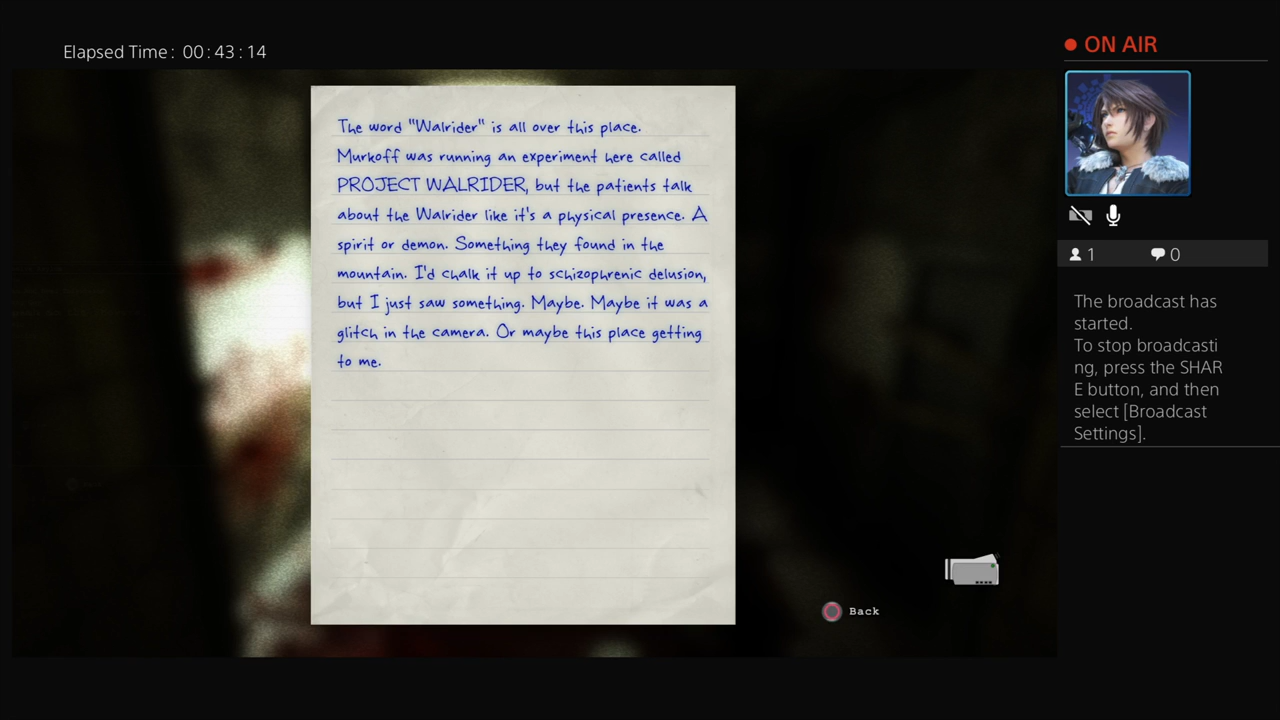 Elapsed Time: 00:43:14
ON AIR
The word "Walrider" is all over this place.
Murkoff was running an experiment here called
PROJECT WALRIDER, but the patients talk
about the Walrider like it's a physical presence. A
spirit or demon. Something they found in the
mountain. I'd chalk it up to schizophrenic delusion,
but I just saw something. Maybe. Maybe it was a
glitch in the camera. Or maybe this place getting
to me.
1
0
The broadcast has
started.
To stop broadcasti
ng, press the SHAR
E button, and then
select [Broadcast
Settings].
Back